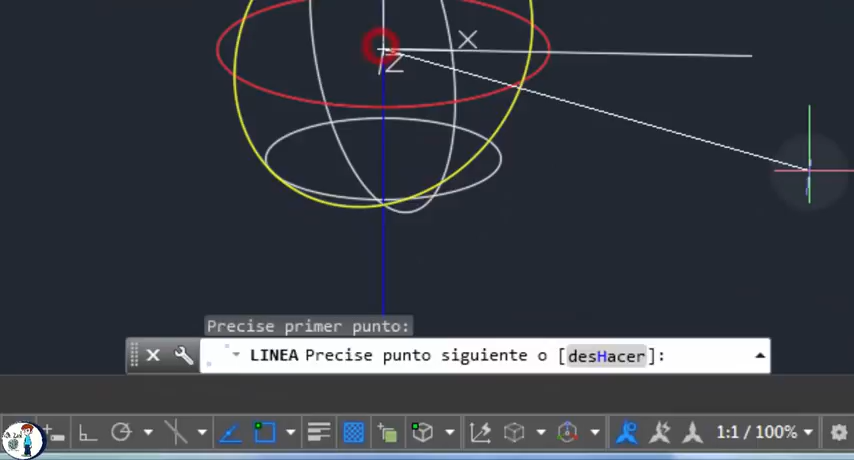 X
Z
Precise primer punto:
LINEA Precise punto siguiente o [desHacer]:
1:1 / 100%